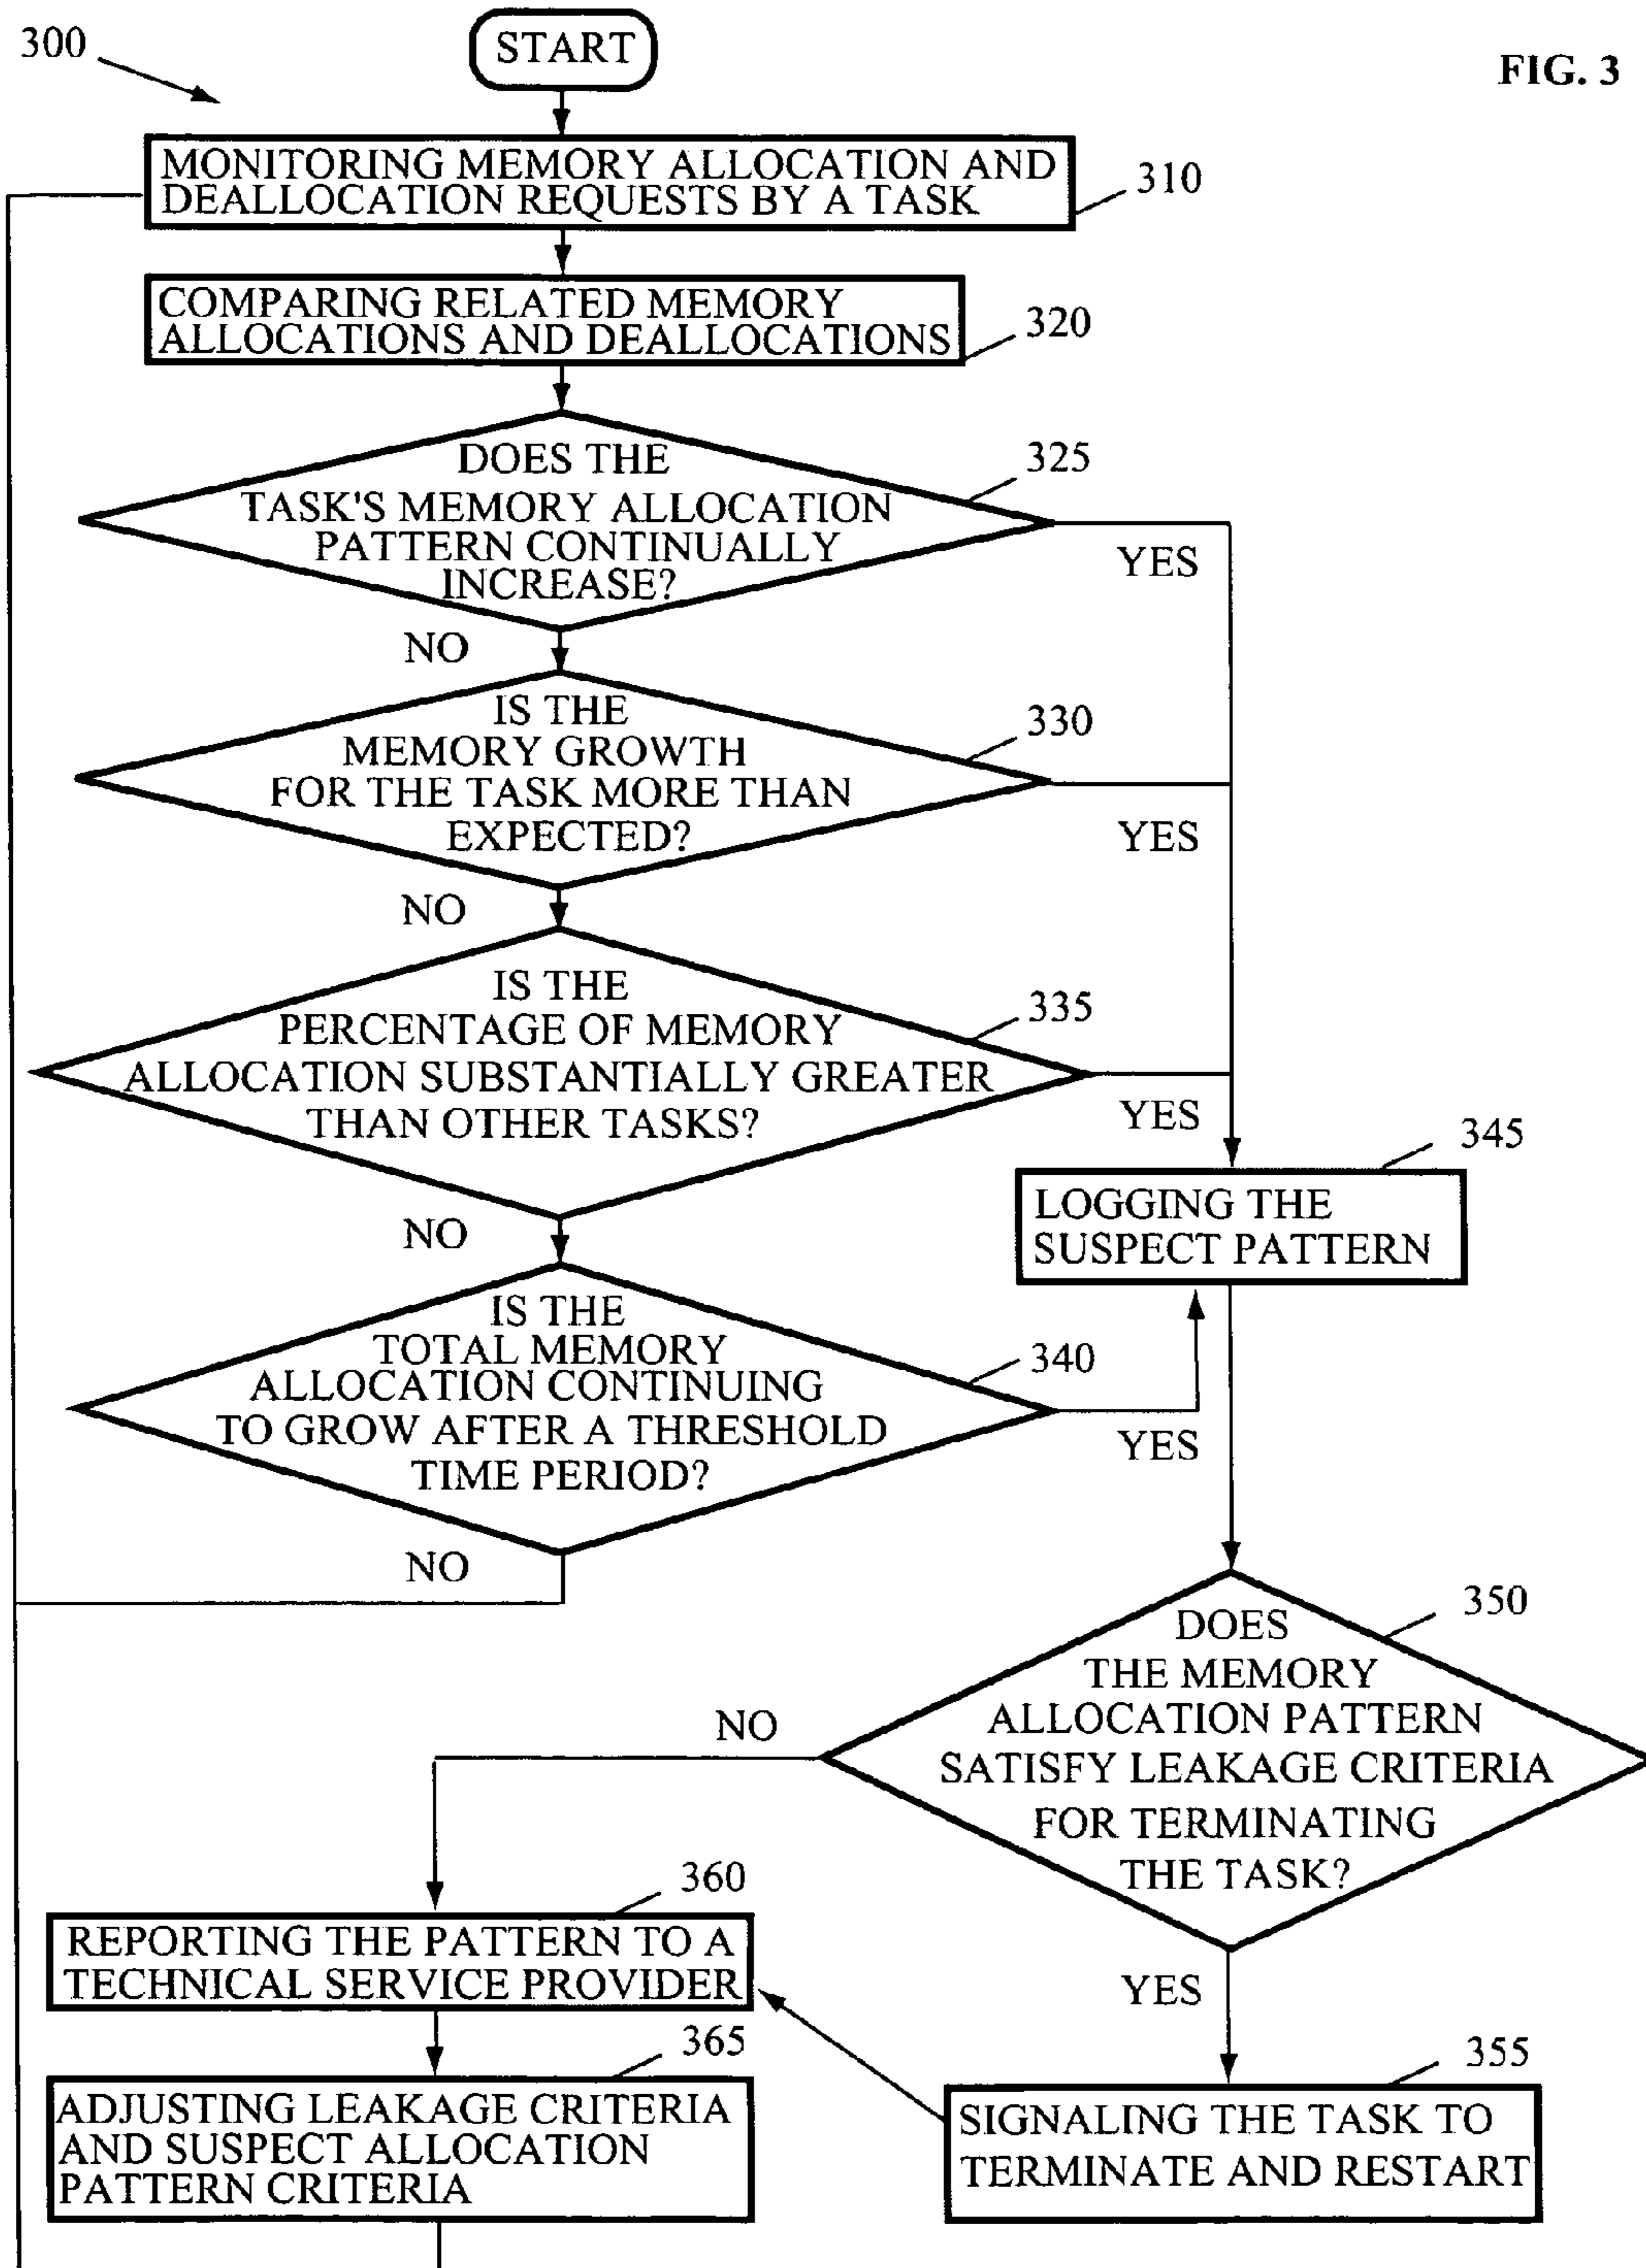 300
START
FIG. 3
MONITORING MEMORY ALLOCATION AND
DEALLOCATION REQUESTS BY A TASK
310
COMPARING RELATED MEMORY
ALLOCATIONS AND DEALLOCATIONS
320
DOES THE
TASK'S MEMORY ALLOCATION
PATTERN CONTINUALLY
INCREASE?
325
YES
NO
IS THE
MEMORY GROWTH
FOR THE TASK MORE THAN
EXPECTED?
330
YES
NO
IS THE
PERCENTAGE OF MEMORY
ALLOCATION SUBSTANTIALLY GREATER
THAN OTHER TASKS?
335
YES
NO
345
LOGGING THE
SUSPECT PATTERN
IS THE
TOTAL MEMORY
ALLOCATION CONTINUING
TO GROW AFTER A THRESHOLD
TIME PERIOD?
340
YES
NO
350
DOES
THE MEMORY
ALLOCATION PATTERN
SATISFY LEAKAGE CRITERIA
FOR TERMINATING
THE TASK?
NO
YES
360
REPORTING THE PATTERN TO A
TECHNICAL SERVICE PROVIDER
365
ADJUSTING LEAKAGE CRITERIA
AND SUSPECT ALLOCATION
PATTERN CRITERIA
355
SIGNALING THE TASK TO
TERMINATE AND RESTART